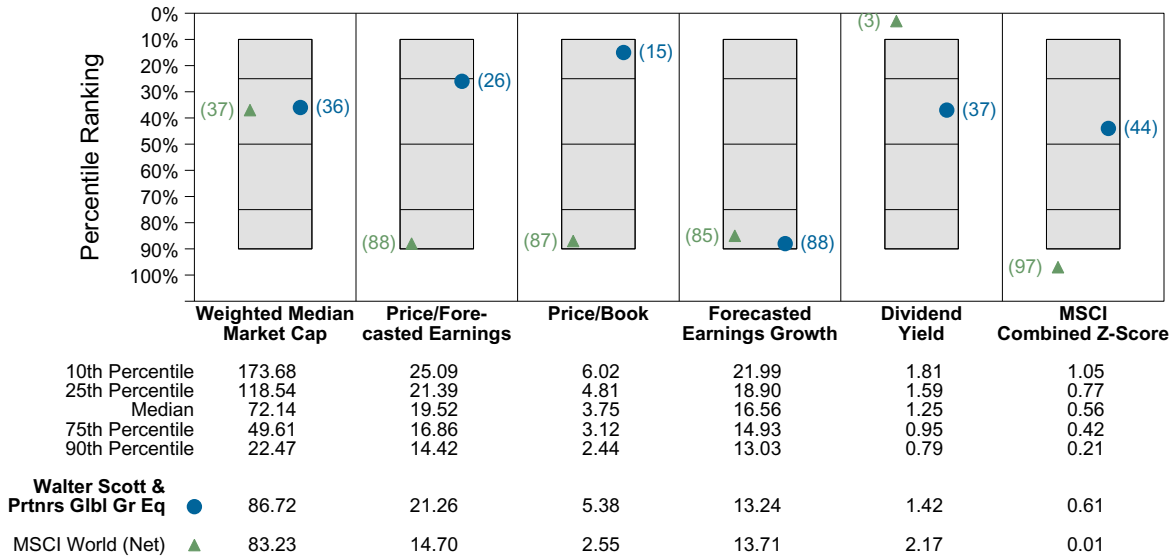 Percentile Ranking
0%
10%
20%
30%
40%
50%
60%
70%
80%
90%
100%
(37) (36)
(88) (26)
(87) (15)
(85) (88)
(3) (37)
(97) (44)
Weighted Median
Market Cap
Price/Fore-
casted Earnings
Price/Book
Forecasted
Earnings Growth
Dividend
Yield
MSCI
Combined Z-Score
10th Percentile 173.68 25.09 6.02 21.99 1.81 1.05
25th Percentile 118.54 21.39 4.81 18.90 1.59 0.77
Median 72.14 19.52 3.75 16.56 1.25 0.56
75th Percentile 49.61 16.86 3.12 14.93 0.95 0.42
90th Percentile 22.47 14.42 2.44 13.03 0.79 0.21
Walter Scott &
Prtnrs Glbl Gr Eq 86.72 21.26 5.38 13.24 1.42 0.61
MSCI World (Net) 83.23 14.70 2.55 13.71 2.17 0.01